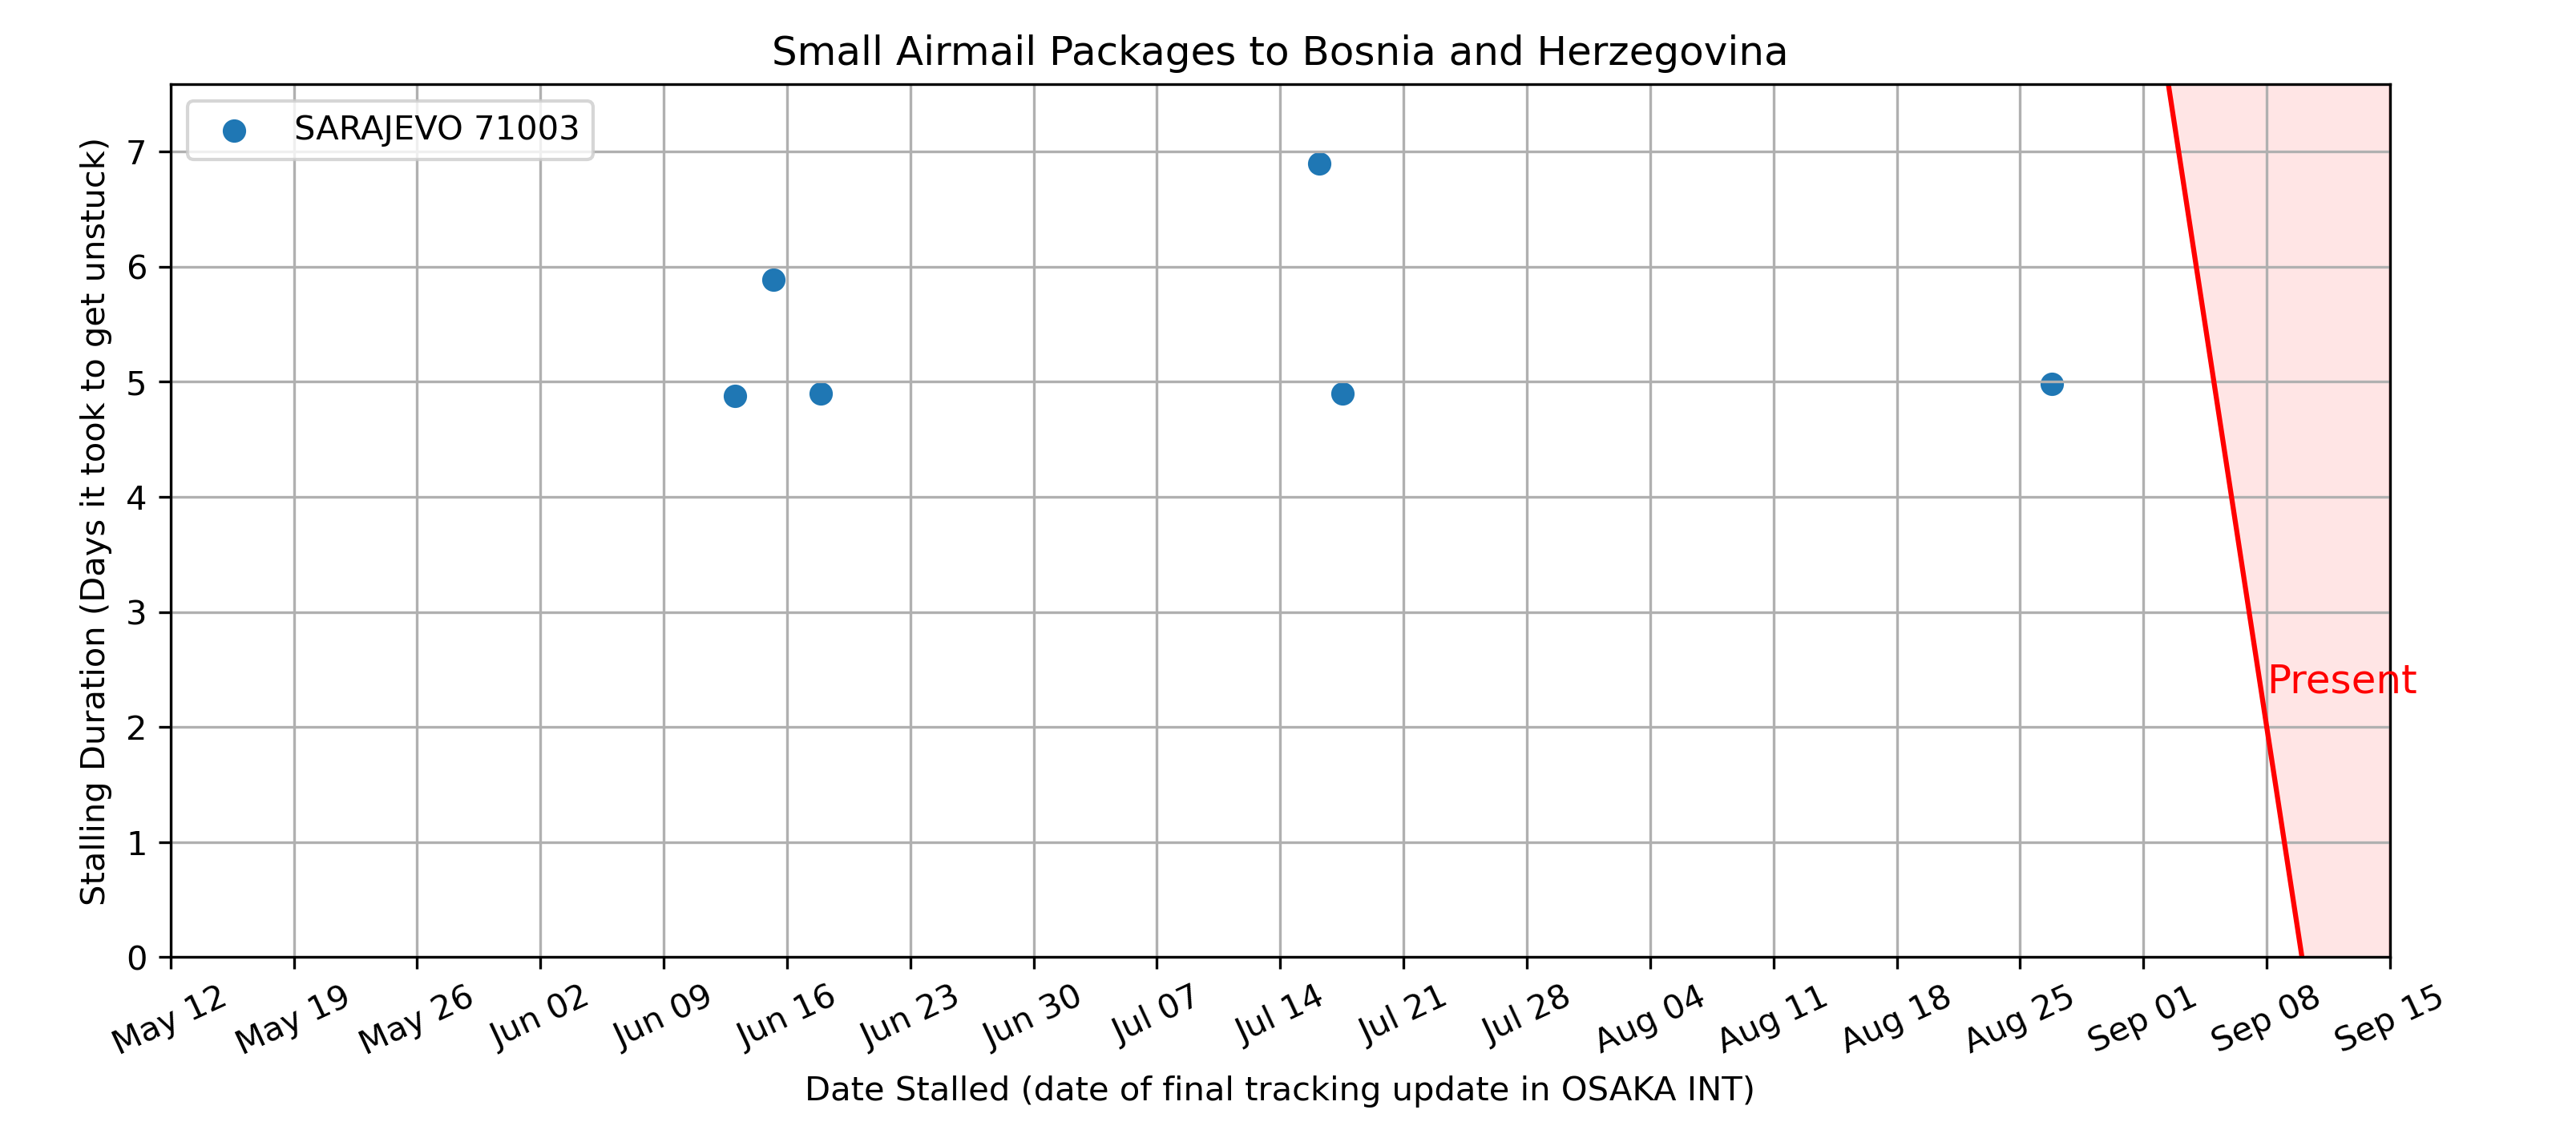 Small Airmail Packages to Bosnia and Herzegovina
SARAJEVO 71003
Stalling Duration (Days it took to get unstuck)
7
6
5
4
3
2
1
0
Present
May 12
May 19
May 26
Jun 02
Jun 09
Jun 16
Jun 23
Jun 30
Jul 07
Jul 14
Jul 21
Jul 28
Aug 04
Aug 11
Aug 18
Aug 25
Sep 01
Sep 08
Sep 15
Date Stalled (date of final tracking update in OSAKA INT)